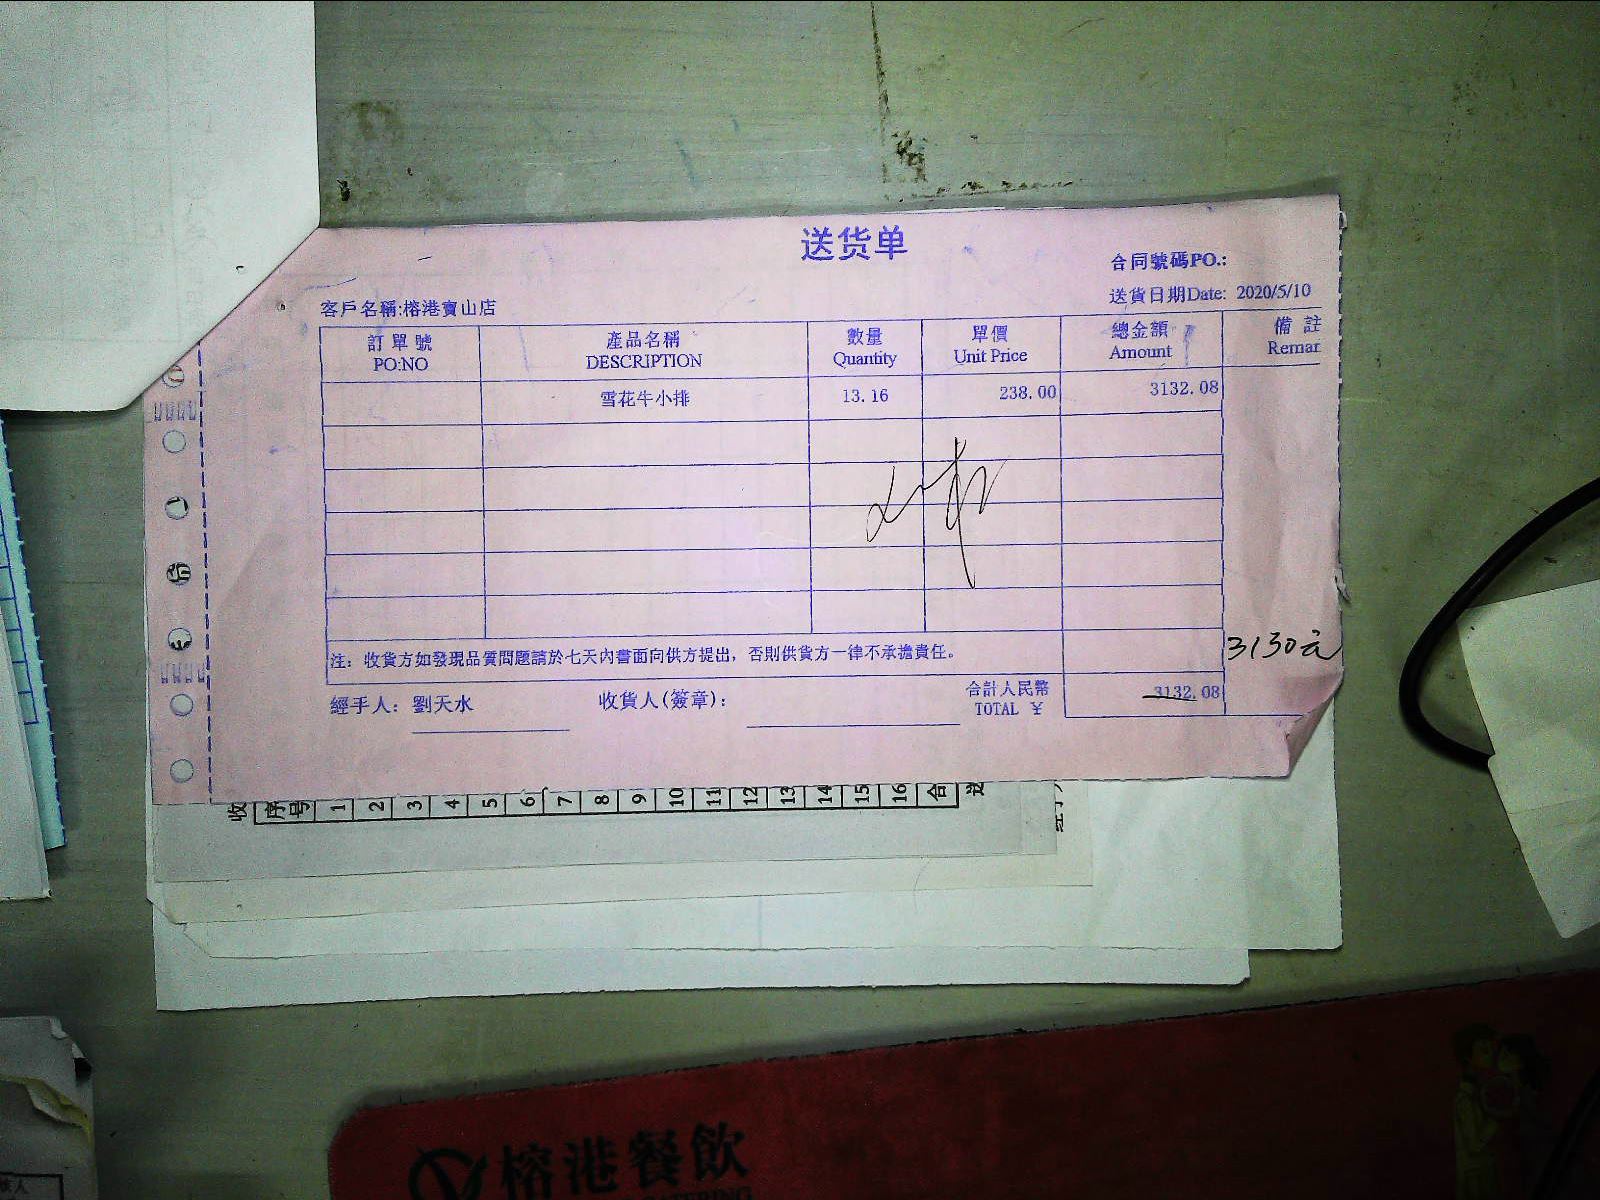 送货单
合同號碼PO.:
客戶名稱:榕港寶山店
送貨日期Date: 2020/5/10
訂單號 產品名稱 數量 單價 總金額 備註
PO:NO DESCRIPTION Quantity Unit Price Amount Remar
雪花牛小排 13.16 238.00 3132.08
3130元
注：收貨方如發現品質問題請於七天內書面向供方提出，否則供貨方一律不承擔責任。
經手人：劉天水 收貨人(簽章)： 合計人民幣 3132.08
TOTAL ￥
收
序号 1 2 3 4 5 6 7 8 9 10 11 12 13 14 15 16 合
送
榕港餐飲